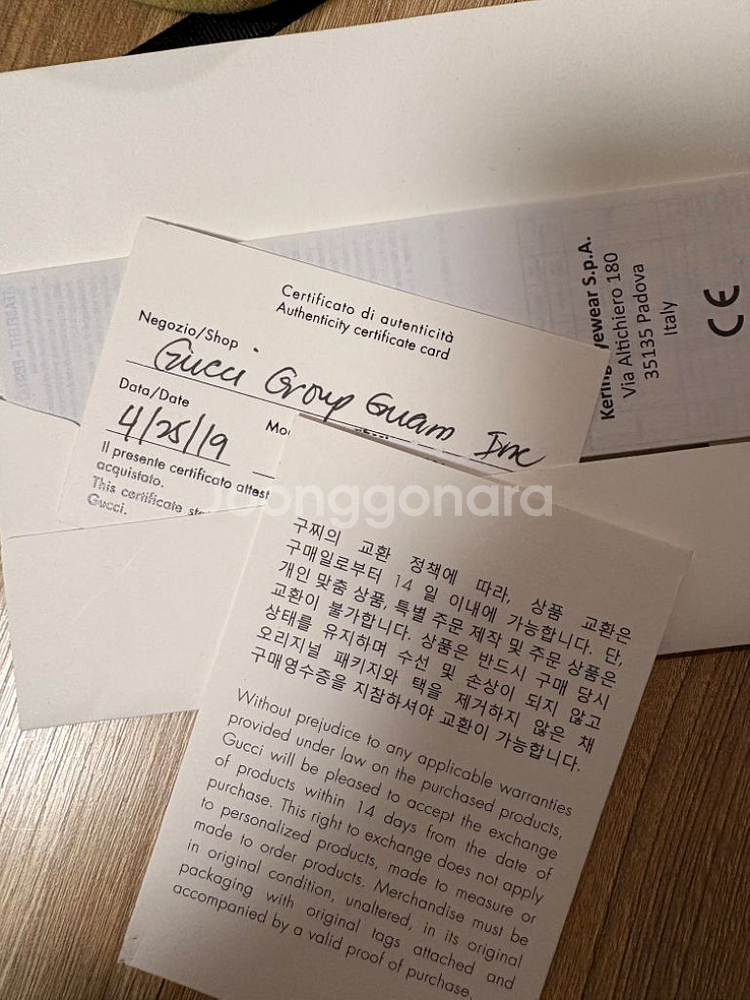 Certificato di autenticità
Authenticity certificate card
Negozio/Shop
Gucci Group Guam Inc
Data/Date
4/25/19
Il presente certificato attest
acquistato.
This certificate
Gucci.
Via Altichiero 180
35135 Padova
Italy
CE
Joonggonara
구찌의 교환 정책에 따라, 상품 교환은
구매일로부터 14 일 이내에 가능합니다. 단,
개인 맞춤 상품, 특별 주문 제작 및 주문 상품은
교환이 불가합니다. 상품은 반드시 구매 당시
상태를 유지하며 수선 및 손상이 되지 않고
오리지널 패키지와 택을 제거하지 않은 채
구매영수증을 지참하셔야 교환이 가능합니다.
Without prejudice to any applicable warranties
provided under law on the purchased products,
Gucci will be pleased to accept the exchange
of products within 14 days from the date of
purchase. This right to exchange does not apply
to personalized products, made to measure or
made to order products. Merchandise must be
in original condition, unaltered, in its original
packaging with original tags attached and
accompanied by a valid proof of purchase.